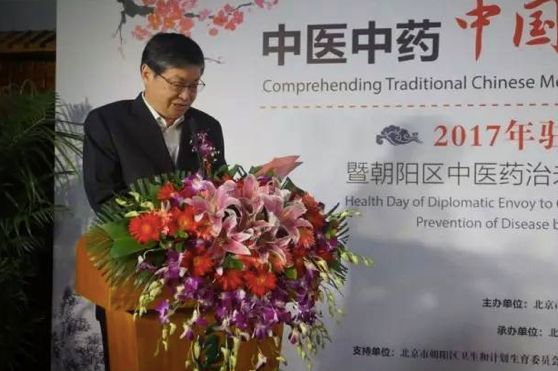 中医中药 中国
Comprehending Traditional Chinese Me
2017年驻
暨朝阳区中医药治未
Health Day of Diplomatic Envoy to C
Prevention of Disease b
主办单位：北京市
承办单位：北
支持单位：北京市朝阳区卫生和计划生育委员会